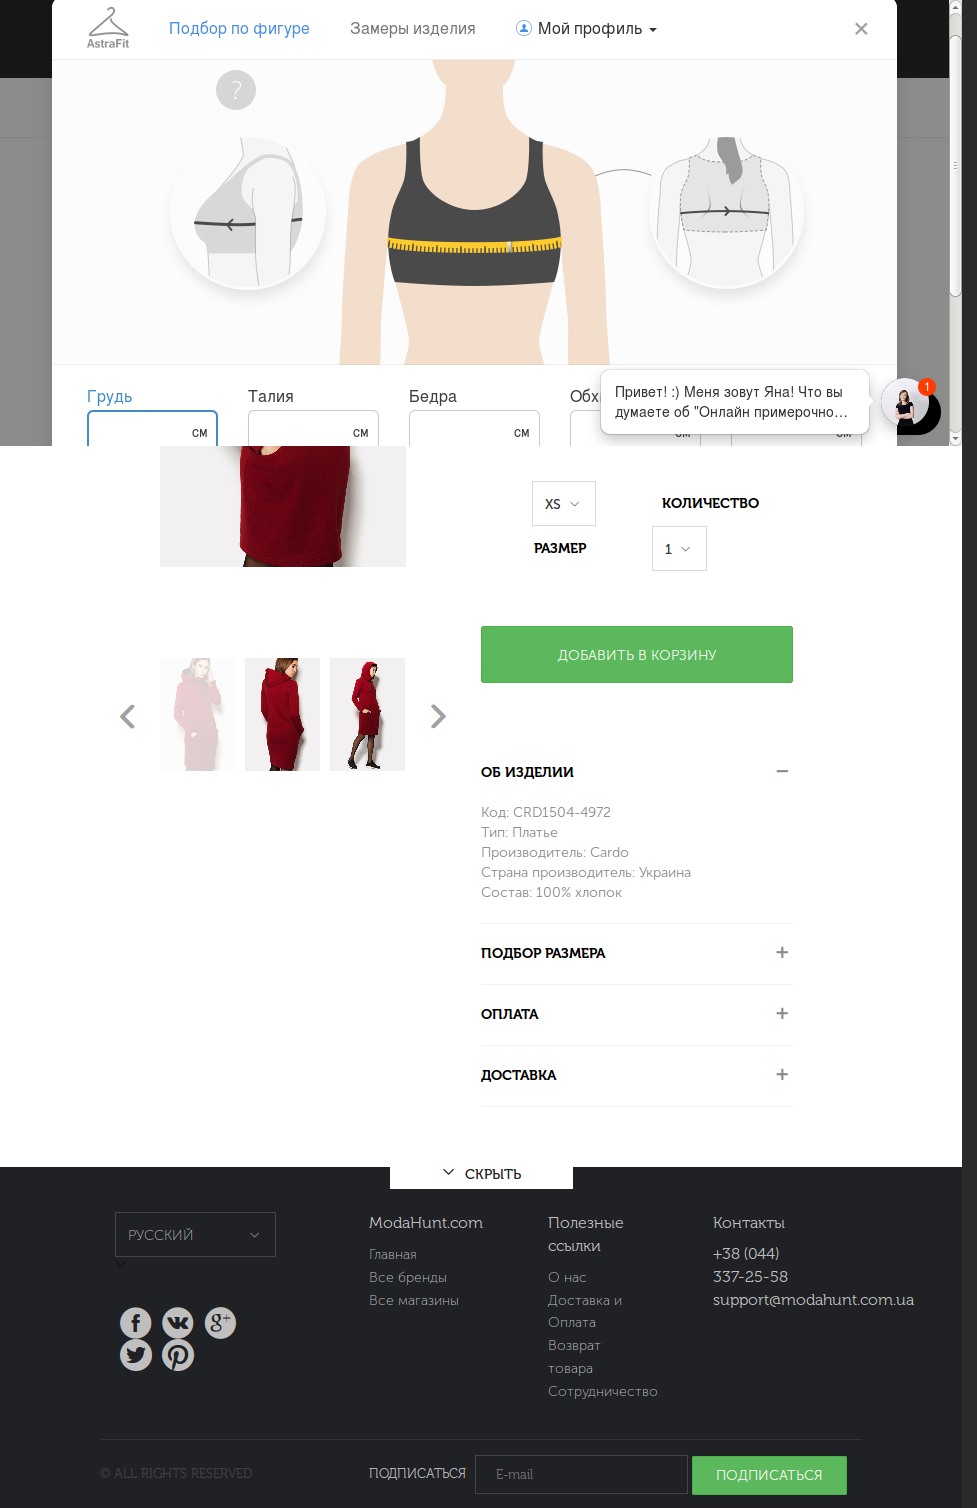 AstraFit
Подбор по фигуре
Замеры изделия
Мой профиль
?
Грудь
Талия
Бедра
см
см
см
Привет! :) Меня зовут Яна! Что вы
думаете об "Онлайн примерочно...
1
XS
КОЛИЧЕСТВО
РАЗМЕР
1
ДОБАВИТЬ В КОРЗИНУ
ОБ ИЗДЕЛИИ
Код: CRD1504-4972
Тип: Платье
Производитель: Cardo
Страна производитель: Украина
Состав: 100% хлопок
ПОДБОР РАЗМЕРА
ОПЛАТА
ДОСТАВКА
СКРЫТЬ
РУССКИЙ
ModaHunt.com
Главная
Все бренды
Все магазины
Полезные
ссылки
О нас
Доставка и
Оплата
Возврат
товара
Сотрудничество
Контакты
+38 (044)
337-25-58
support@modahunt.com.ua
© ALL RIGHTS RESERVED
ПОДПИСАТЬСЯ
E-mail
ПОДПИСАТЬСЯ